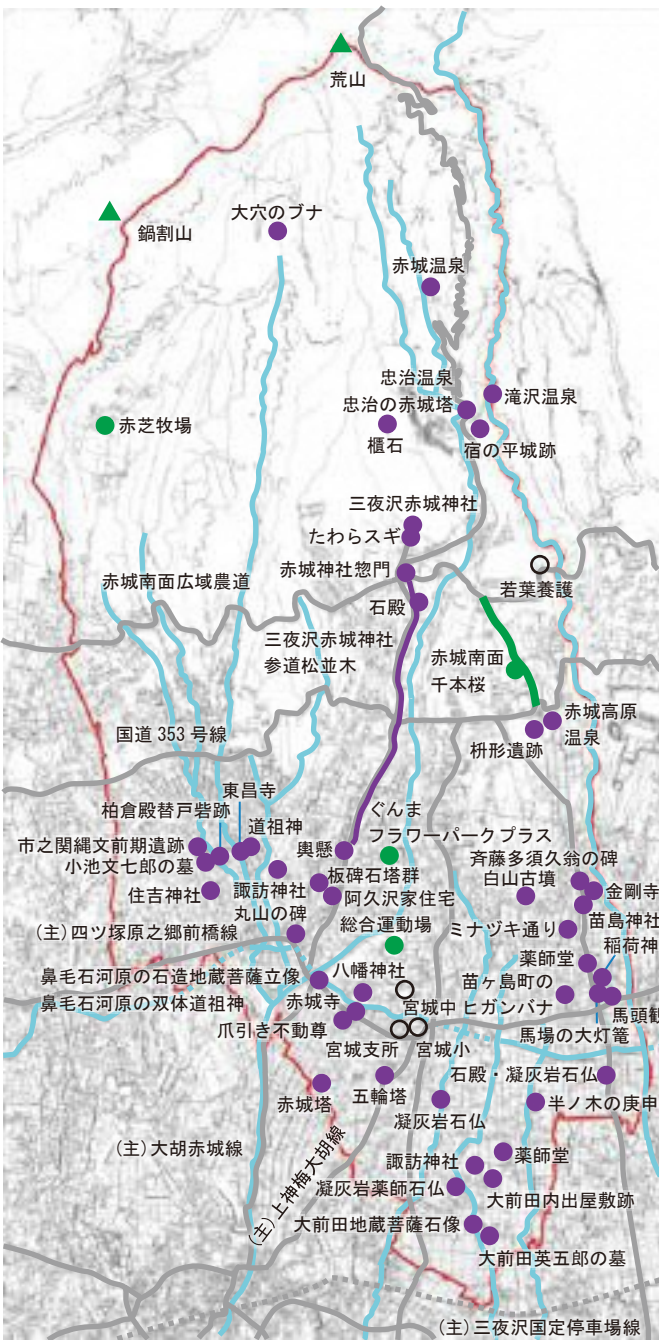 荒山
鍋割山
大穴のブナ
赤城温泉
忠治温泉
忠治の赤城塔
滝沢温泉
赤芝牧場
櫃石
宿の平城跡
三夜沢赤城神社
たわらスギ
赤城神社惣門
若葉養護
赤城南面広域農道
石殿
三夜沢赤城神社
参道松並木
赤城南面
千本桜
国道353号線
赤城高原
温泉
枡形遺跡
東昌寺
柏倉殿替戸砦跡
道祖神
市之関縄文前期遺跡
小池文七郎の墓
住吉神社
諏訪神社
輿懸
ぐんま
フラワーパークプラス
板碑石塔群
阿久沢家住宅
斉藤多須久翁の碑
白山古墳
金剛寺
苗島神社
丸山の碑
総合運動場
ミナヅキ通り
稲荷神
(主)四ツ塚原之郷前橋線
薬師堂
鼻毛石河原の石造地蔵菩薩立像
鼻毛石河原の双体道祖神
八幡神社
赤城寺
宮城中
苗ヶ島町の
ヒガンバナ
馬頭観
爪引き不動尊
馬場の大灯篭
宮城支所
宮城小
石殿・凝灰岩石仏
赤城塔
五輪塔
凝灰岩石仏
半ノ木の庚申
(主)大胡赤城線
(主)上神梅大胡線
諏訪神社
薬師堂
凝灰岩薬師石仏
大前田内出屋敷跡
大前田地蔵菩薩石像
大前田英五郎の墓
(主)三夜沢国定停車場線